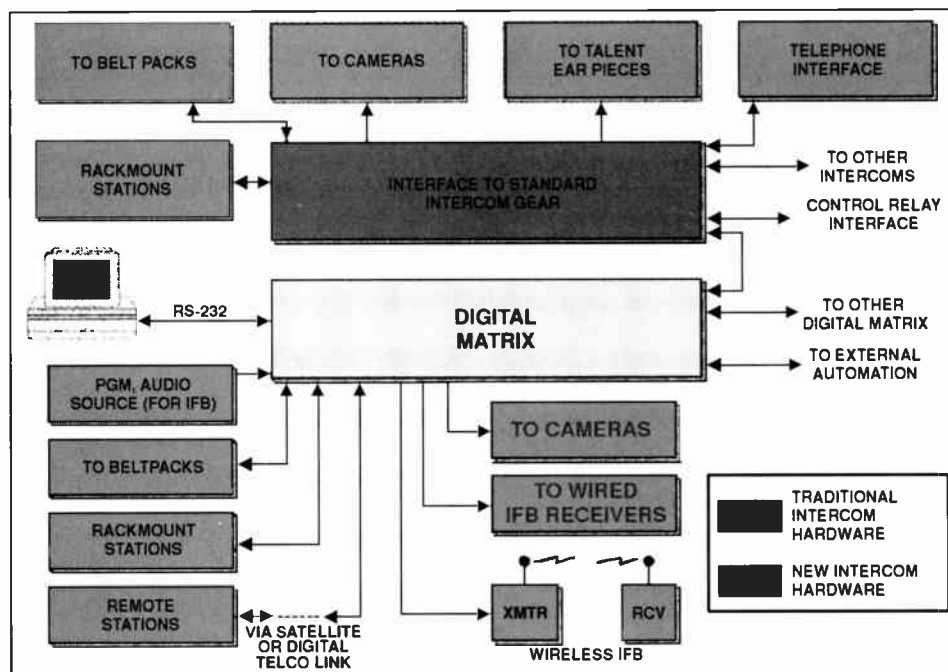 TO BELT PACKS
TO CAMERAS
TO TALENT
EAR PIECES
TELEPHONE
INTERFACE
RACKMOUNT
STATIONS
INTERFACE TO STANDARD
INTERCOM GEAR
TO OTHER
INTERCOMS
CONTROL RELAY
INTERFACE
RS-232
DIGITAL
MATRIX
TO OTHER
DIGITAL MATRIX
TO EXTERNAL
AUTOMATION
PGM, AUDIO
SOURCE (FOR IFB)
TO CAMERAS
TO BELTPACKS
TO WIRED
IFB RECEIVERS
RACKMOUNT
STATIONS
TRADITIONAL
INTERCOM
HARDWARE
NEW INTERCOM
HARDWARE
REMOTE
STATIONS
VIA SATELLITE
OR DIGITAL
TELCO LINK
XMTR
RCV
WIRELESS IFB